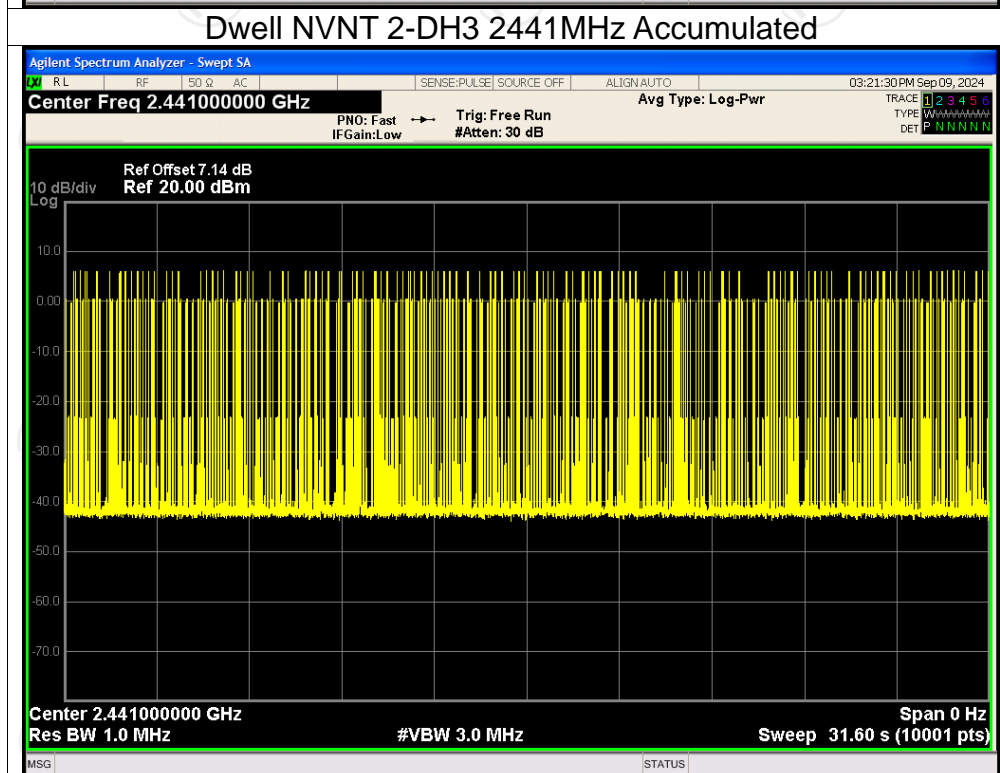 Dwell NVNT 2-DH3 2441MHz Accumulated
Agilent Spectrum Analyzer - Swept SA
LXI RL RF 50 Ω AC SENSE:PULSE SOURCE OFF ALIGN AUTO 03:21:30 PM Sep 09, 2024
Center Freq 2.441000000 GHz
Avg Type: Log-Pwr
TRACE 1 2 3 4 5 6
PNO: Fast Trig: Free Run
TYPE WWWWWW
IFGain:Low #Atten: 30 dB
DET P N N N N N
Ref Offset 7.14 dB
10 dB/div Ref 20.00 dBm
Log
10.0
0.00
-10.0
-20.0
-30.0
-40.0
-50.0
-60.0
-70.0
Center 2.441000000 GHz Span 0 Hz
Res BW 1.0 MHz #VBW 3.0 MHz Sweep 31.60 s (10001 pts)
MSG STATUS